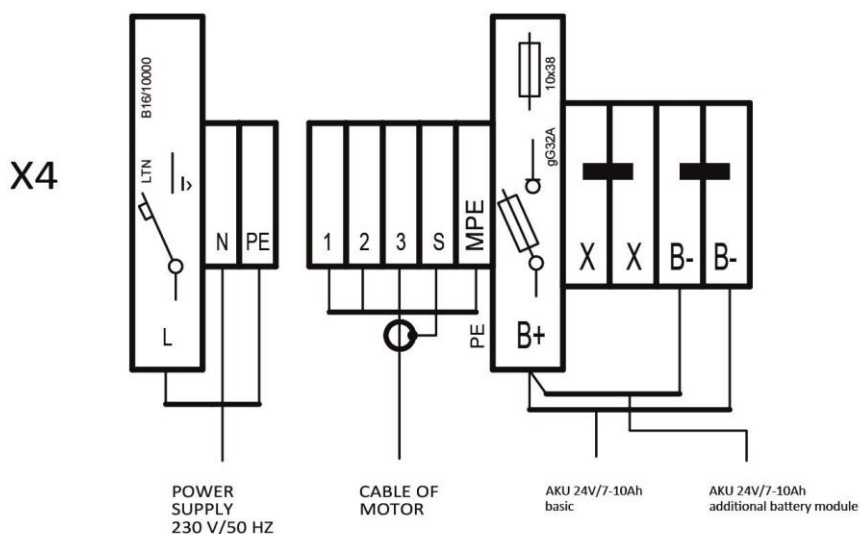 X4
B16/10000
LTN
I>
L
N
PE
1
2
3
S
MPE
PE
10x38
gG32A
B+
X
X
B-
B-
POWER
SUPPLY
230 V/50 HZ
CABLE OF
MOTOR
AKU 24V/7-10Ah
basic
AKU 24V/7-10Ah
additional battery module